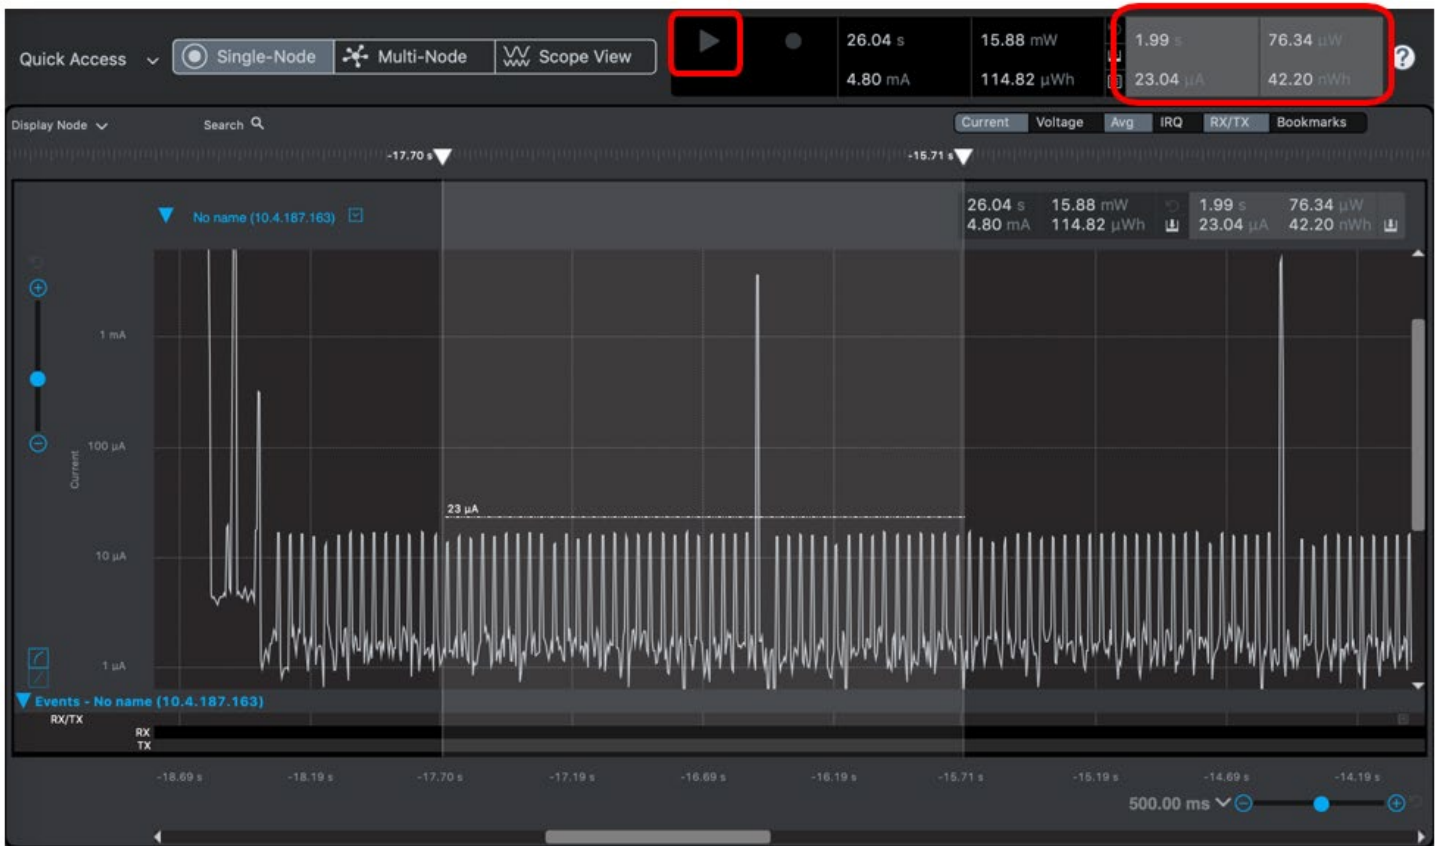 Quick Access
Single-Node
Multi-Node
Scope View
26.04 s
15.88 mW
1.99 s
76.34 µW
4.80 mA
114.82 µWh
23.04 µA
42.20 nWh
?
Display Node
Search
Current
Voltage
Avg
IRQ
RX/TX
Bookmarks
-17.70 s
-15.71 s
No name (10.4.187.163)
26.04 s 15.88 mW
1.99 s 76.34 µW
4.80 mA 114.82 µWh
23.04 µA 42.20 nWh
1 mA
100 µA
Current
23 µA
10 µA
1 µA
Events - No name (10.4.187.163)
RX/TX
RX
TX
-18.69 s
-18.19 s
-17.70 s
-17.19 s
-16.69 s
-16.19 s
-15.71 s
-15.19 s
-14.69 s
-14.19 s
500.00 ms